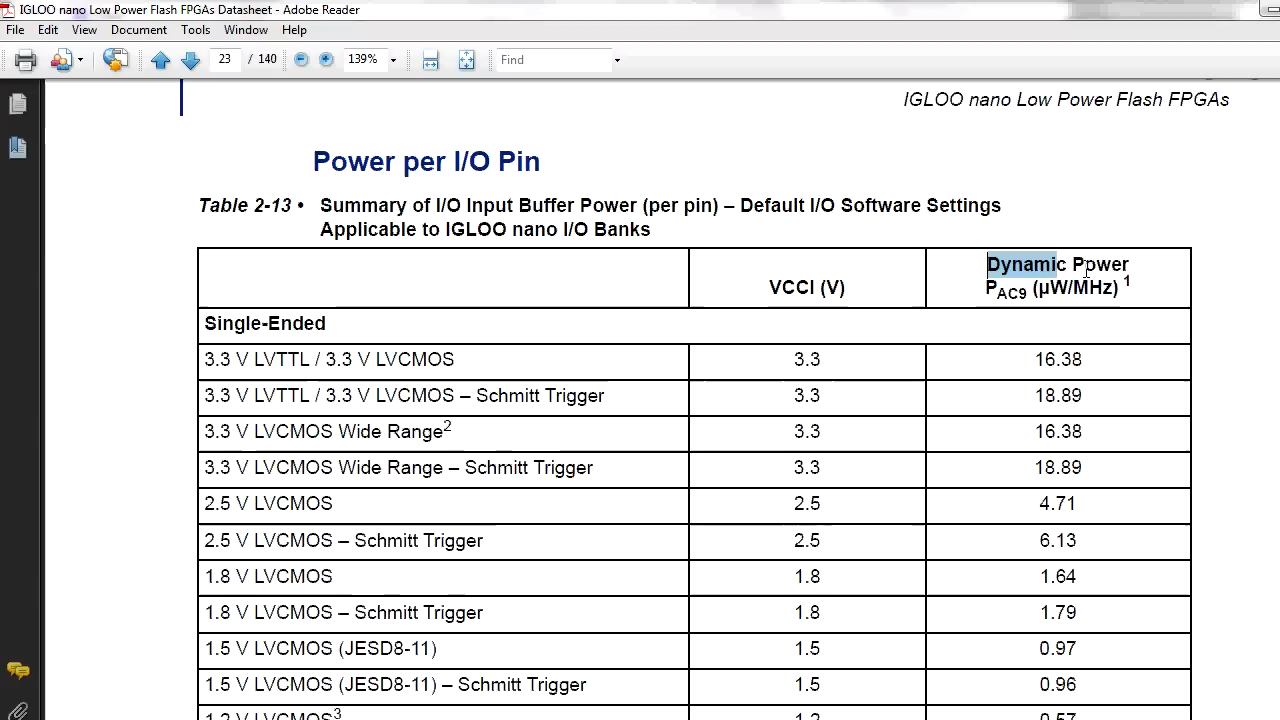 IGLOO nano Low Power Flash FPGAs Datasheet - Adobe Reader
File Edit View Document Tools Window Help
23 / 140 139% Find
IGLOO nano Low Power Flash FPGAs
Power per I/O Pin
Table 2-13 • Summary of I/O Input Buffer Power (per pin) – Default I/O Software Settings
Applicable to IGLOO nano I/O Banks
VCCI (V) Dynamic Power
PAC9 (µW/MHz) 1
Single-Ended
3.3 V LVTTL / 3.3 V LVCMOS 3.3 16.38
3.3 V LVTTL / 3.3 V LVCMOS – Schmitt Trigger 3.3 18.89
3.3 V LVCMOS Wide Range2 3.3 16.38
3.3 V LVCMOS Wide Range – Schmitt Trigger 3.3 18.89
2.5 V LVCMOS 2.5 4.71
2.5 V LVCMOS – Schmitt Trigger 2.5 6.13
1.8 V LVCMOS 1.8 1.64
1.8 V LVCMOS – Schmitt Trigger 1.8 1.79
1.5 V LVCMOS (JESD8-11) 1.5 0.97
1.5 V LVCMOS (JESD8-11) – Schmitt Trigger 1.5 0.96
1.2 V LVCMOS3 1.2 0.57